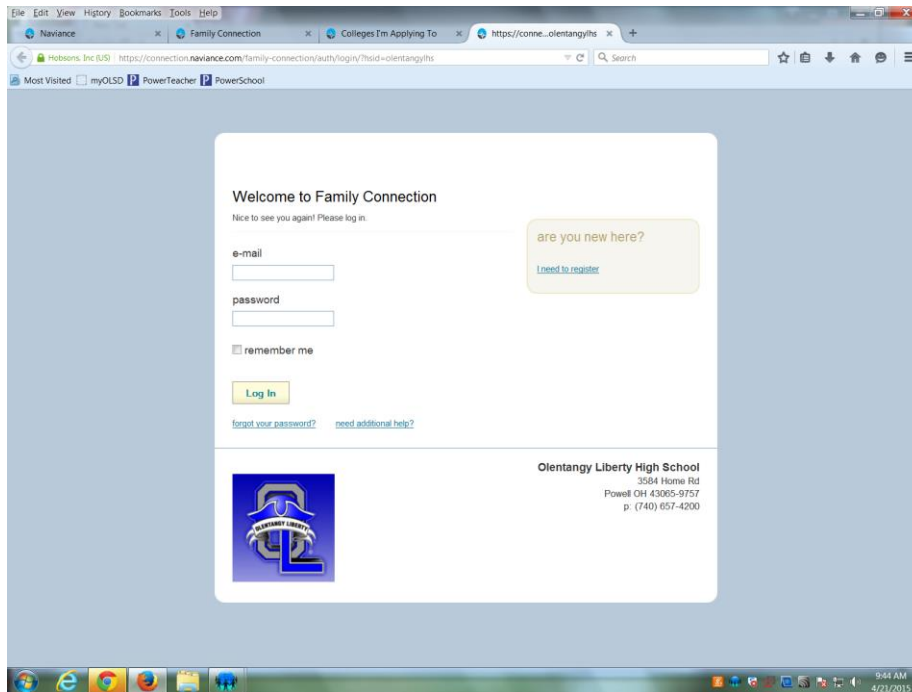 File Edit View History Bookmarks Tools Help
Naviance × Family Connection × Colleges I'm Applying To × https://conne...olentangylhs × +
Hobsons, Inc (US) https://connection.naviance.com/family-connection/auth/login/?hsid=olentangylhs Search
Most Visited myOLSD PowerTeacher PowerSchool
Welcome to Family Connection
Nice to see you again! Please log in.
are you new here?
e-mail
I need to register
password
remember me
Log In
forgot your password? need additional help?
Olentangy Liberty High School
3584 Home Rd
Powell OH 43065-9757
p: (740) 657-4200
OLENTANGY LIBERTY
OL
9:44 AM
4/21/2015